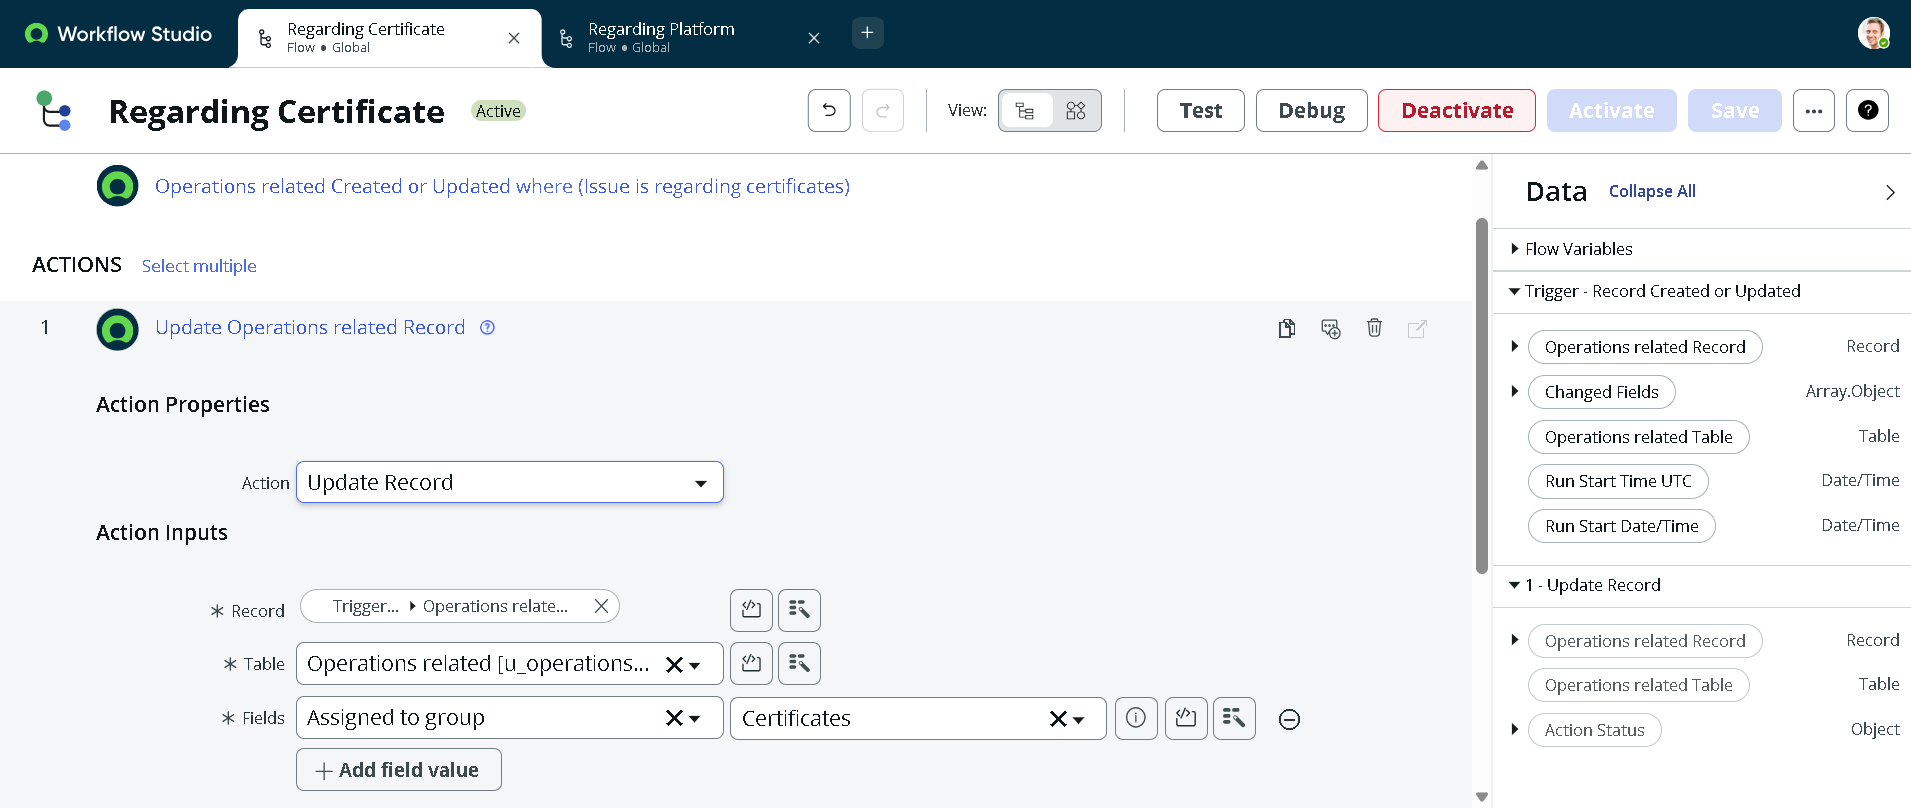 Workflow Studio
Regarding Certificate
Flow • Global
Regarding Platform
Flow • Global
Regarding Certificate
Active
View:
Test
Debug
Deactivate
Activate
Save
Operations related Created or Updated where (Issue is regarding certificates)
ACTIONS
Select multiple
1
Update Operations related Record
Action Properties
Action
Update Record
Action Inputs
Record
Trigger... Operations relate...
Table
Operations related [u_operations...
Fields
Assigned to group
Certificates
Add field value
Data
Collapse All
Flow Variables
Trigger - Record Created or Updated
Operations related Record
Record
Changed Fields
Array.Object
Operations related Table
Table
Run Start Time UTC
Date/Time
Run Start Date/Time
Date/Time
1 - Update Record
Operations related Record
Record
Operations related Table
Table
Action Status
Object